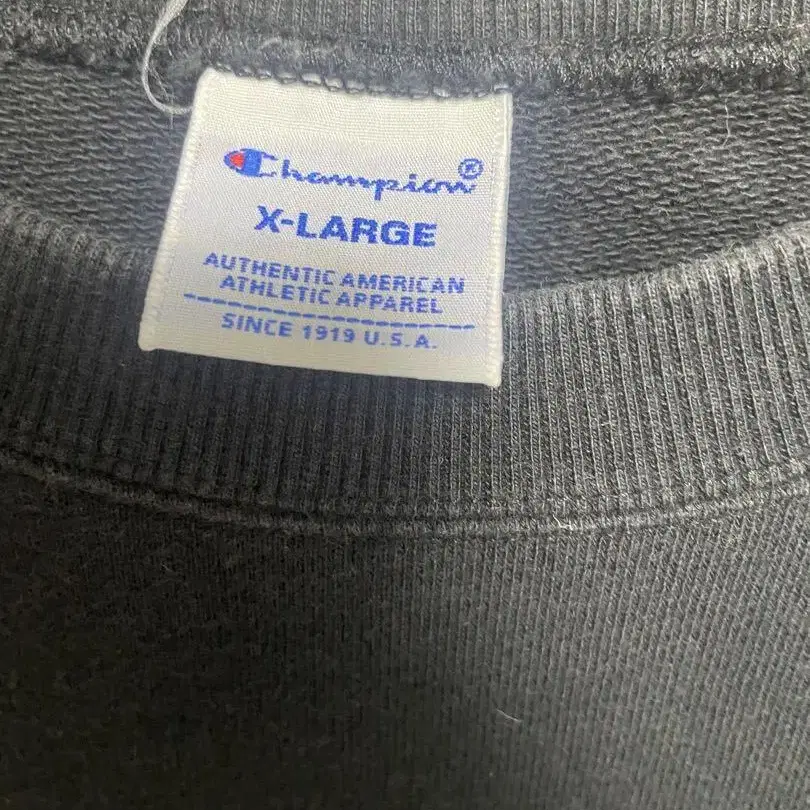 Champion®
X-LARGE
AUTHENTIC AMERICAN
ATHLETIC APPAREL
SINCE 1919 U.S.A.